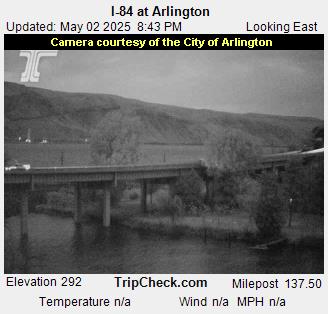 I-84 at Arlington
Updated: May 02 2025 8:43 PM Looking East
Camera courtesy of the City of Arlington
Elevation 292 TripCheck.com Milepost 137.50
Temperature n/a Wind n/a MPH n/a